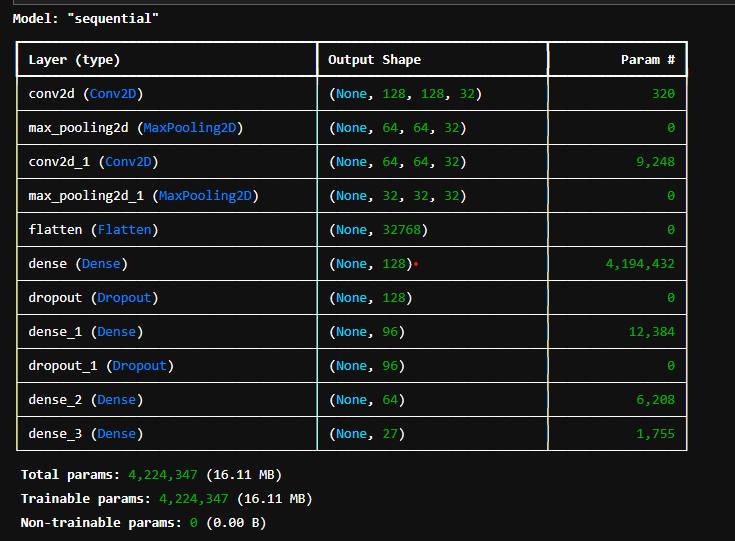 Model: "sequential"
Layer (type) Output Shape Param #
conv2d (Conv2D) (None, 128, 128, 32) 320
max_pooling2d (MaxPooling2D) (None, 64, 64, 32) 0
conv2d_1 (Conv2D) (None, 64, 64, 32) 9,248
max_pooling2d_1 (MaxPooling2D) (None, 32, 32, 32) 0
flatten (Flatten) (None, 32768) 0
dense (Dense) (None, 128) 4,194,432
dropout (Dropout) (None, 128) 0
dense_1 (Dense) (None, 96) 12,384
dropout_1 (Dropout) (None, 96) 0
dense_2 (Dense) (None, 64) 6,208
dense_3 (Dense) (None, 27) 1,755
Total params: 4,224,347 (16.11 MB)
Trainable params: 4,224,347 (16.11 MB)
Non-trainable params: 0 (0.00 B)